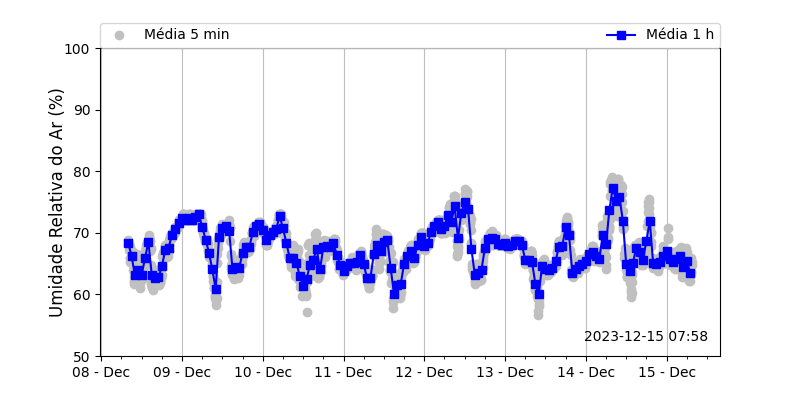 Média 5 min
Média 1 h
Umidade Relativa do Ar (%)
100
90
80
70
60
50
2023-12-15 07:58
08 - Dec
09 - Dec
10 - Dec
11 - Dec
12 - Dec
13 - Dec
14 - Dec
15 - Dec